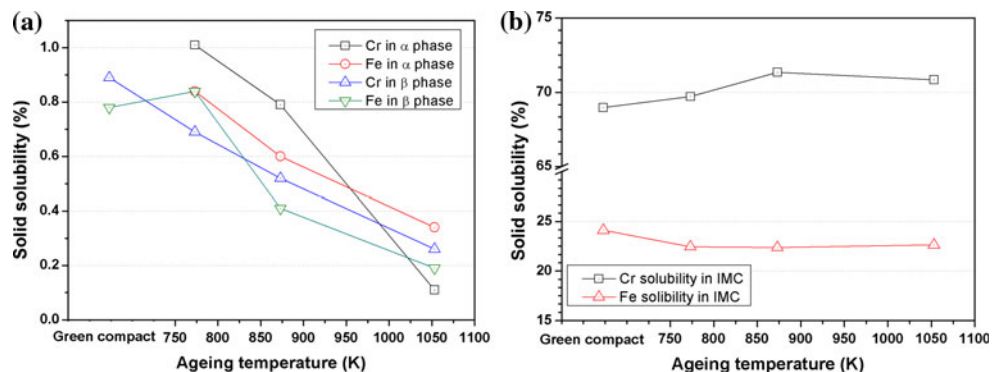 (a)
Solid solubility (%)
1.0
0.8
0.6
0.4
0.2
0.0
Cr in α phase
Fe in α phase
Cr in β phase
Fe in β phase
Green compact 750 800 850 900 950 1000 1050 1100
Ageing temperature (K)
(b)
Solid solubility (%)
75
70
65
25
20
15
Cr solubility in IMC
Fe solibility in IMC
Green compact 750 800 850 900 950 1000 1050 1100
Ageing temperature (K)